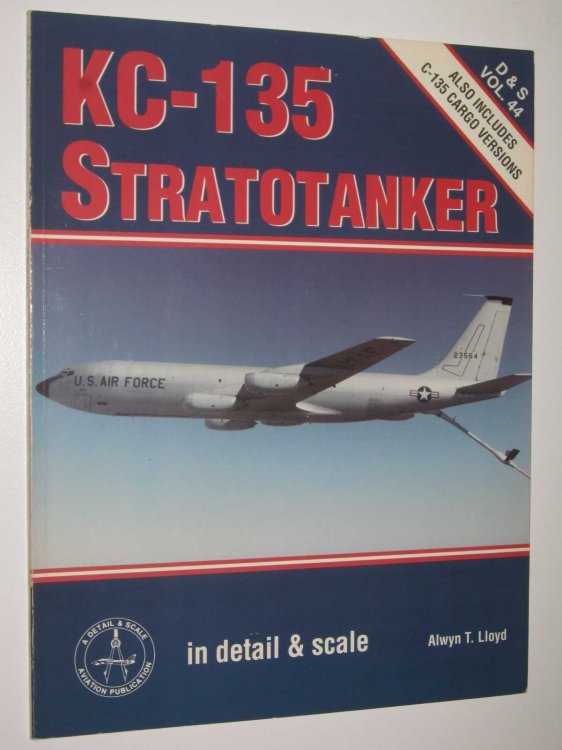 KC-135
STRATOTANKER
D & S
VOL. 44
ALSO INCLUDES
C-135 CARGO VERSIONS
U.S. AIR FORCE
USAF
23564
A DETAIL & SCALE
AVIATION PUBLICATION
in detail & scale
Alwyn T. Lloyd